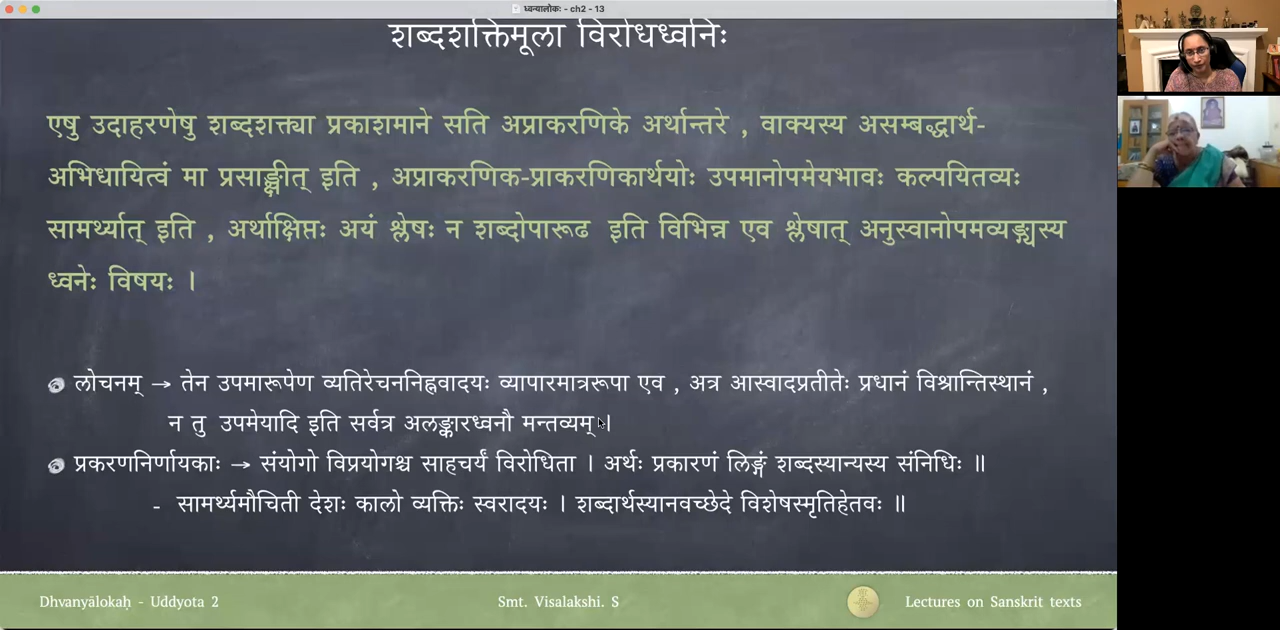 ध्वन्यालोकः - ch2 - 13
शब्दशक्तिमूला विरोधध्वनिः
एषु उदाहरणेषु शब्दशक्त्या प्रकाशमाने सति अप्राकरणिके अर्थान्तरे , वाक्यस्य असम्बद्धार्थ-
अभिधायित्वं मा प्रसाङ्क्षीत् इति , अप्राकरणिक-प्राकरणिकार्थयोः उपमानोपमेयभावः कल्पयितव्यः
सामर्थ्यात् इति , अर्थाक्षिप्तः अयं श्लेषः न शब्दोपारूढ इति विभिन्न एव श्लेषात् अनुस्वानोपमव्यङ्ग्यस्य
ध्वनेः विषयः ।
लोचनम् → तेन उपमारूपेण व्यतिरेचननिह्नवादयः व्यापारमात्ररूपा एव , अत्र आस्वादप्रतीतेः प्रधानं विश्रान्तिस्थानं ,
न तु उपमेयादि इति सर्वत्र अलङ्कारध्वनौ मन्तव्यम् ।
प्रकरणनिर्णायकाः → संयोगो विप्रयोगश्च साहचर्यं विरोधिता । अर्थः प्रकारणं लिङ्गं शब्दस्यान्यस्य संनिधिः ॥
- सामर्थ्यमौचिती देशः कालो व्यक्तिः स्वरादयः । शब्दार्थस्यानवच्छेदे विशेषस्मृतिहेतवः ॥
Dhvanyālokaḥ - Uddyota 2 Smt. Visalakshi. S Lectures on Sanskrit texts